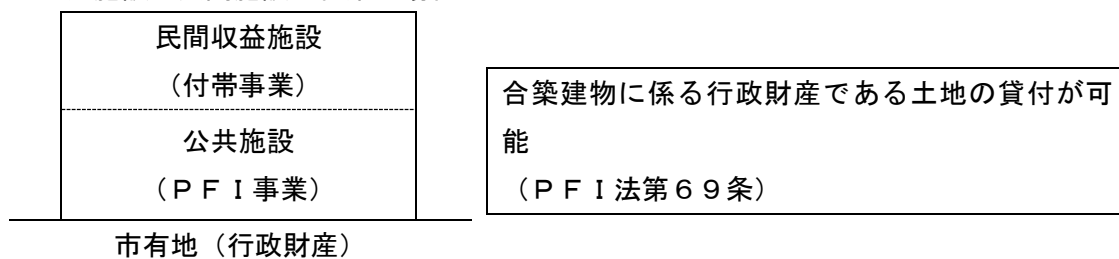 民間収益施設
（付帯事業）
公共施設
（ＰＦＩ事業）
市有地（行政財産）
合築建物に係る行政財産である土地の貸付が可
能
（ＰＦＩ法第６９条）